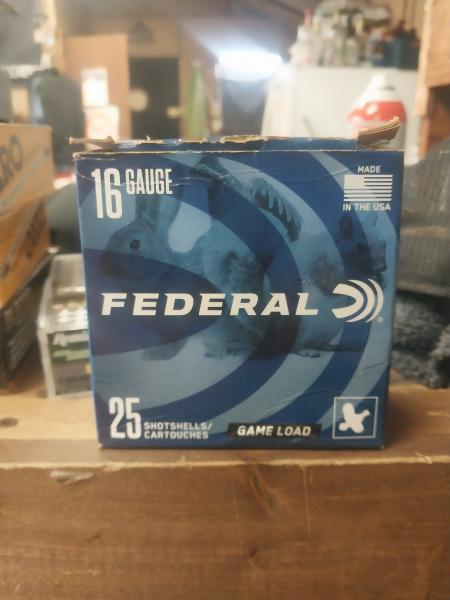 16 GAUGE
MADE
IN THE USA
FEDERAL
25 SHOTSHELLS/
CARTOUCHES
GAME LOAD